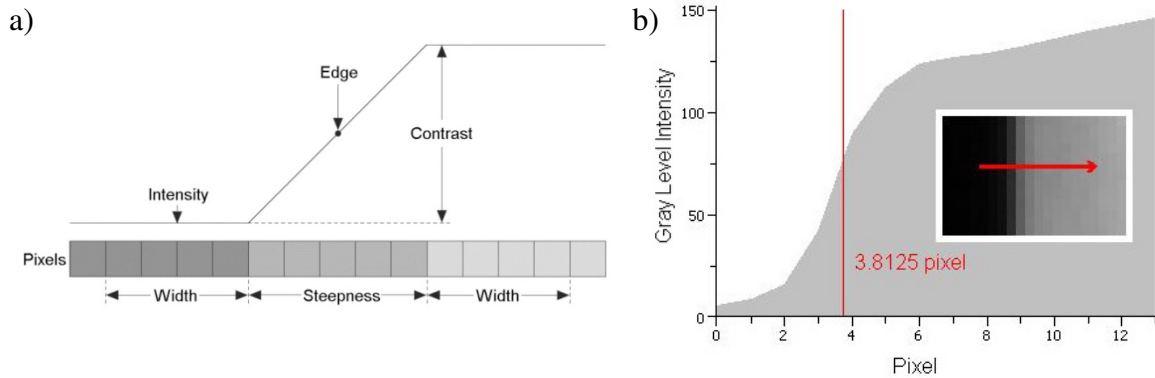 a)
Edge
Contrast
Intensity
Pixels
Width
Steepness
Width
b)
150
100
50
0
Gray Level Intensity
3.8125 pixel
0 2 4 6 8 10 12
Pixel